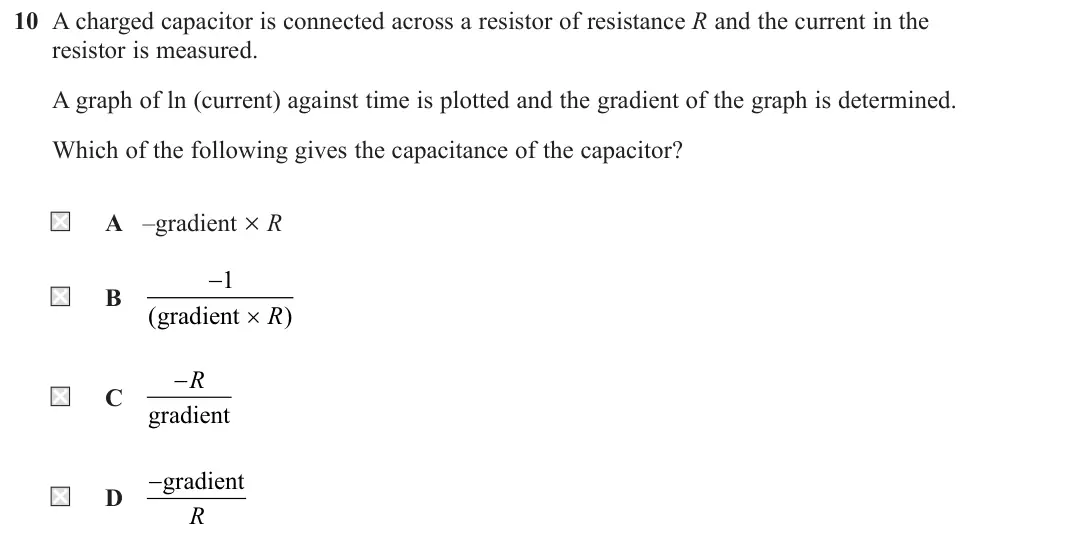 10 A charged capacitor is connected across a resistor of resistance R and the current in the
resistor is measured.
A graph of ln (current) against time is plotted and the gradient of the graph is determined.
Which of the following gives the capacitance of the capacitor?
A –gradient × R
B –1
(gradient × R)
C –R
gradient
D –gradient
R